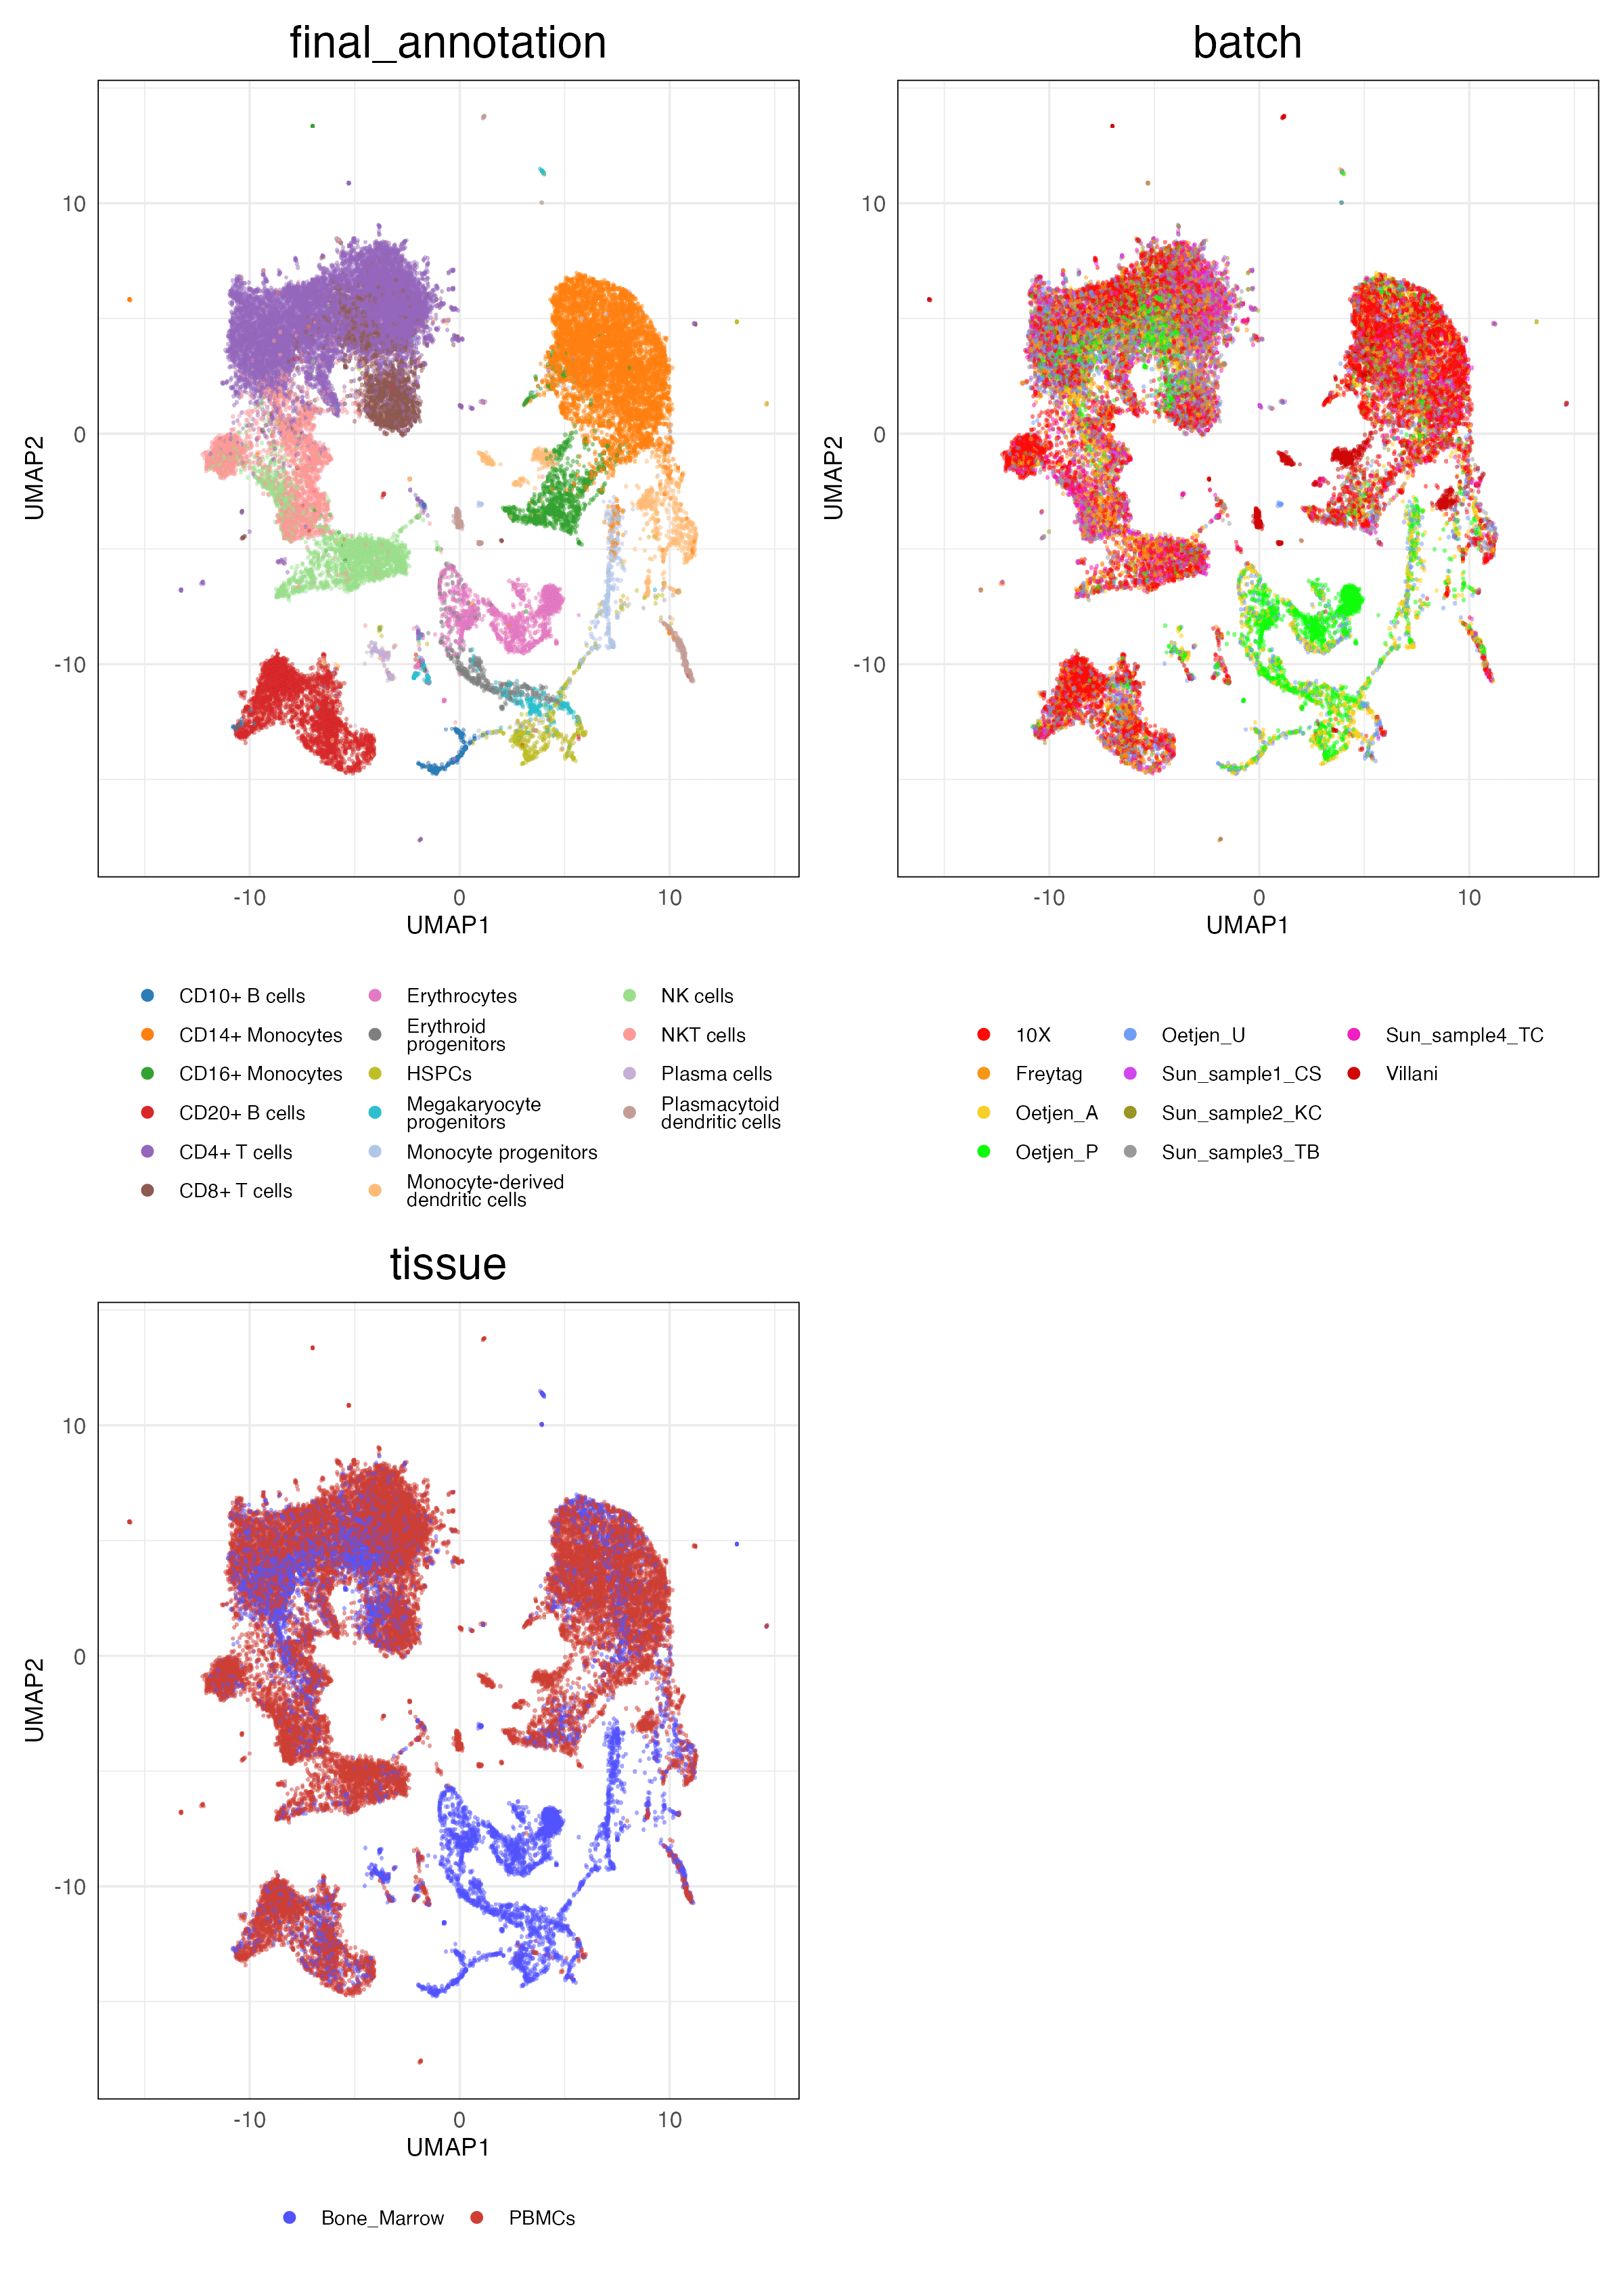 final_annotation
batch
10
0
-10
UMAP2
-10
0
10
UMAP1
10
0
-10
UMAP2
-10
0
10
UMAP1
CD10+ B cells
CD14+ Monocytes
CD16+ Monocytes
CD20+ B cells
CD4+ T cells
CD8+ T cells
Erythrocytes
Erythroid
progenitors
HSPCs
Megakaryocyte
progenitors
Monocyte progenitors
Monocyte-derived
dendritic cells
NK cells
NKT cells
Plasma cells
Plasmacytoid
dendritic cells
10X
Freytag
Oetjen_A
Oetjen_P
Oetjen_U
Sun_sample1_CS
Sun_sample2_KC
Sun_sample3_TB
Sun_sample4_TC
Villani
tissue
10
0
-10
UMAP2
-10
0
10
UMAP1
Bone_Marrow
PBMCs